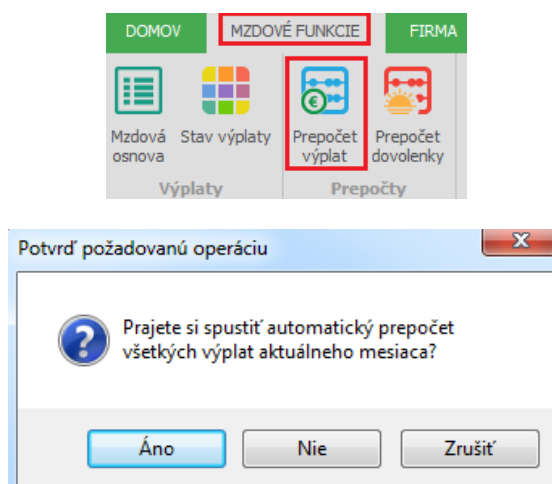 DOMOV MZDOVÉ FUNKCIE FIRMA
Mzdová osnova
Stav výplaty
Prepočet výplat
Prepočet dovolenky
Výplaty
Prepočty
Potvrď požadovanú operáciu
Prajete si spustiť automatický prepočet
všetkých výplat aktuálneho mesiaca?
Áno Nie Zrušiť